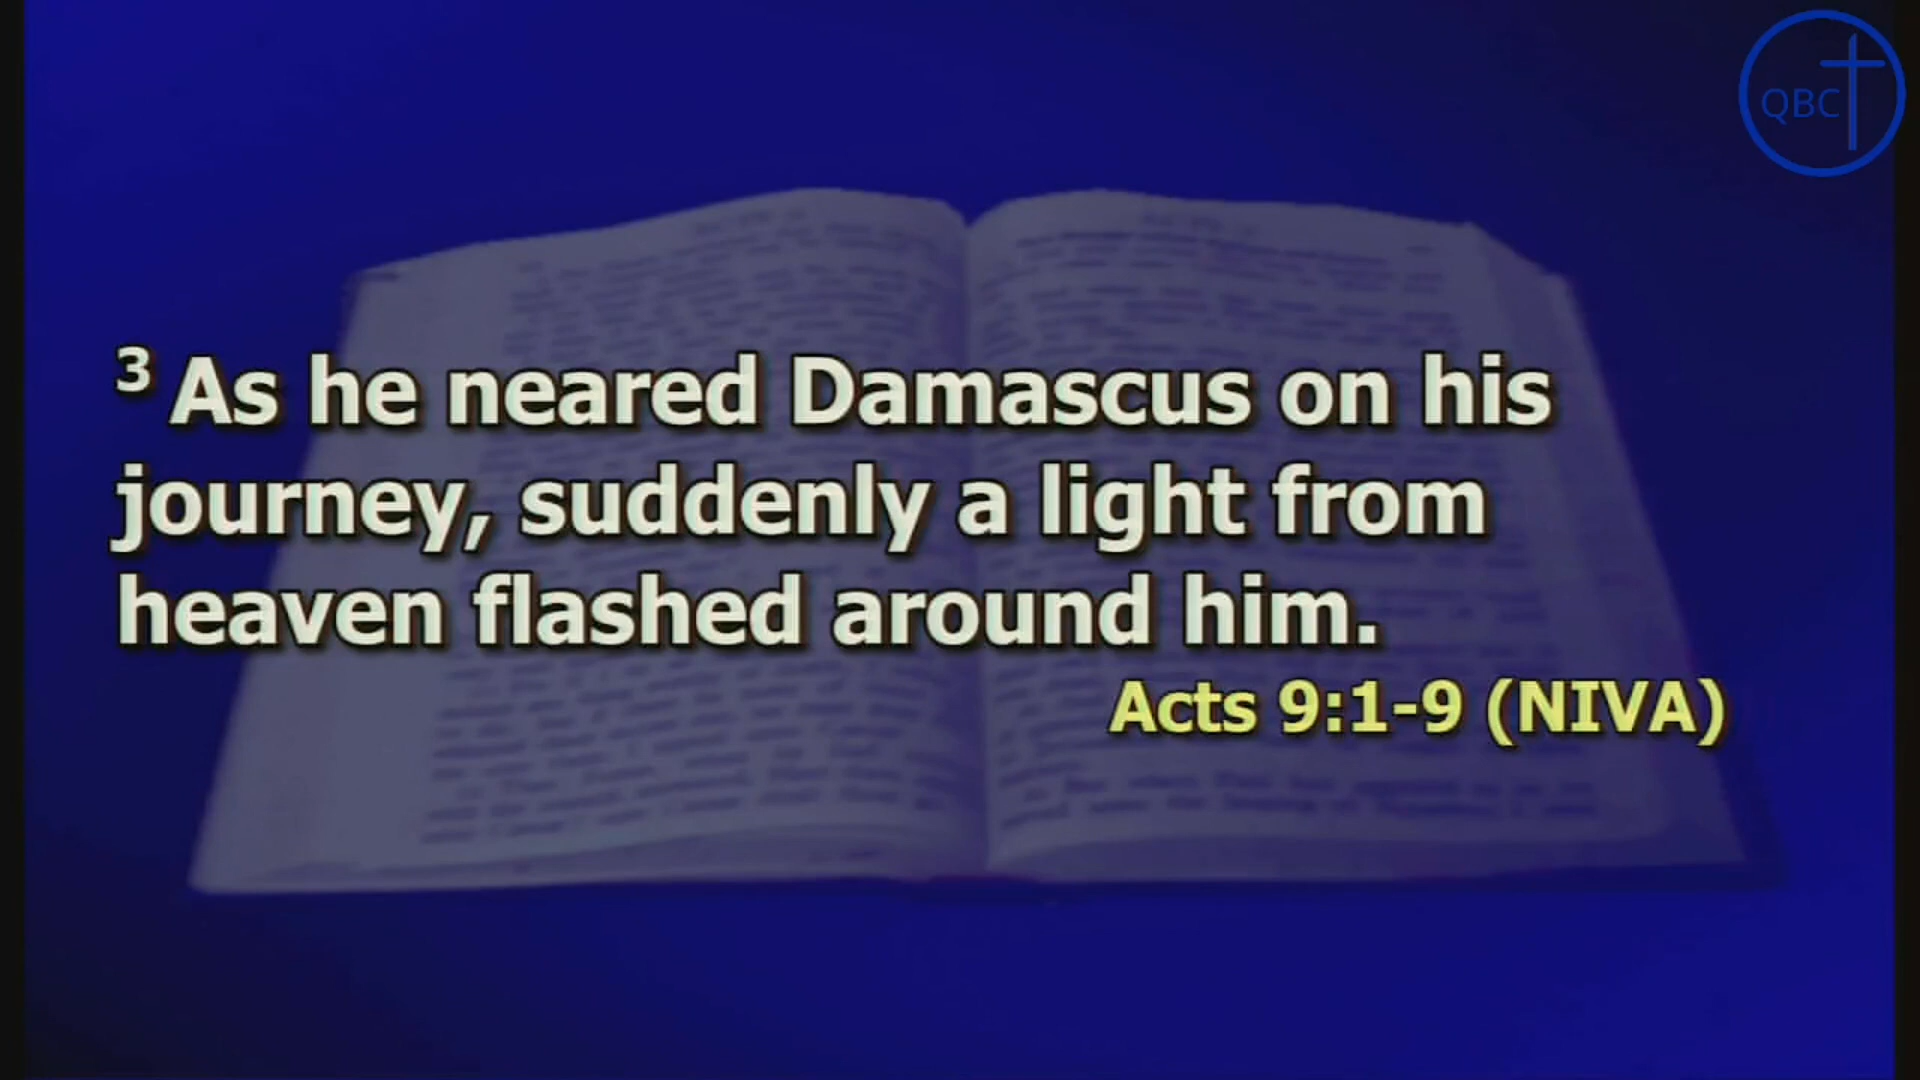 QBC
3 As he neared Damascus on his
journey, suddenly a light from
heaven flashed around him.
Acts 9:1-9 (NIVA)